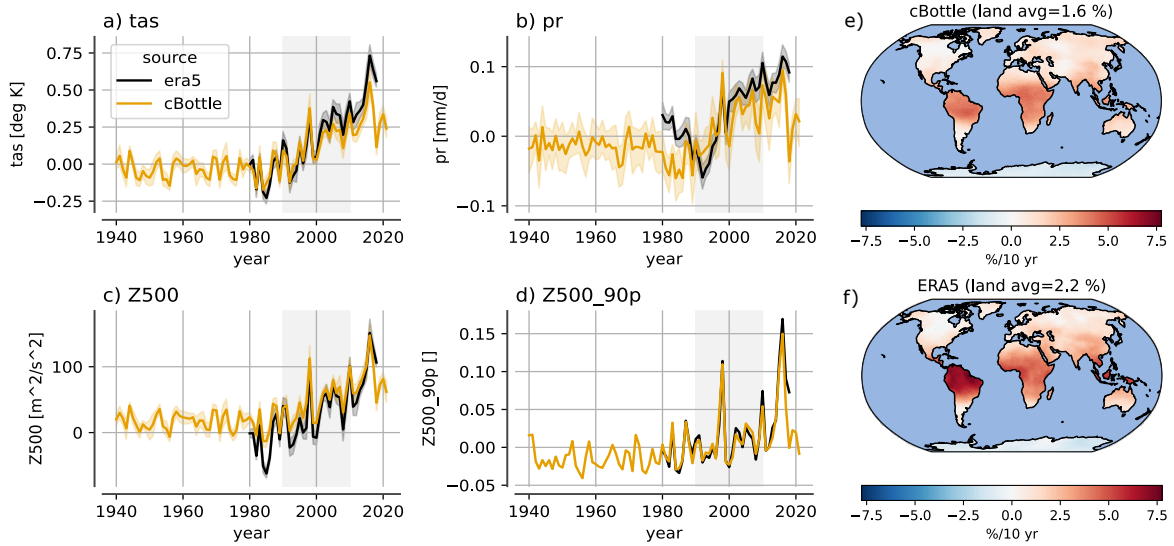 a) tas
tas [deg K]
0.75
0.50
0.25
0.00
−0.25
source
era5
cBottle
1940 1960 1980 2000 2020
year
b) pr
pr [mm/d]
0.1
0.0
−0.1
1940 1960 1980 2000 2020
year
e) cBottle (land avg=1.6 %)
−7.5 −5.0 −2.5 0.0 2.5 5.0 7.5
%/10 yr
c) Z500
Z500 [m^2/s^2]
100
0
1940 1960 1980 2000 2020
year
d) Z500_90p
Z500_90p []
0.15
0.10
0.05
0.00
−0.05
1940 1960 1980 2000 2020
year
f) ERA5 (land avg=2.2 %)
−7.5 −5.0 −2.5 0.0 2.5 5.0 7.5
%/10 yr